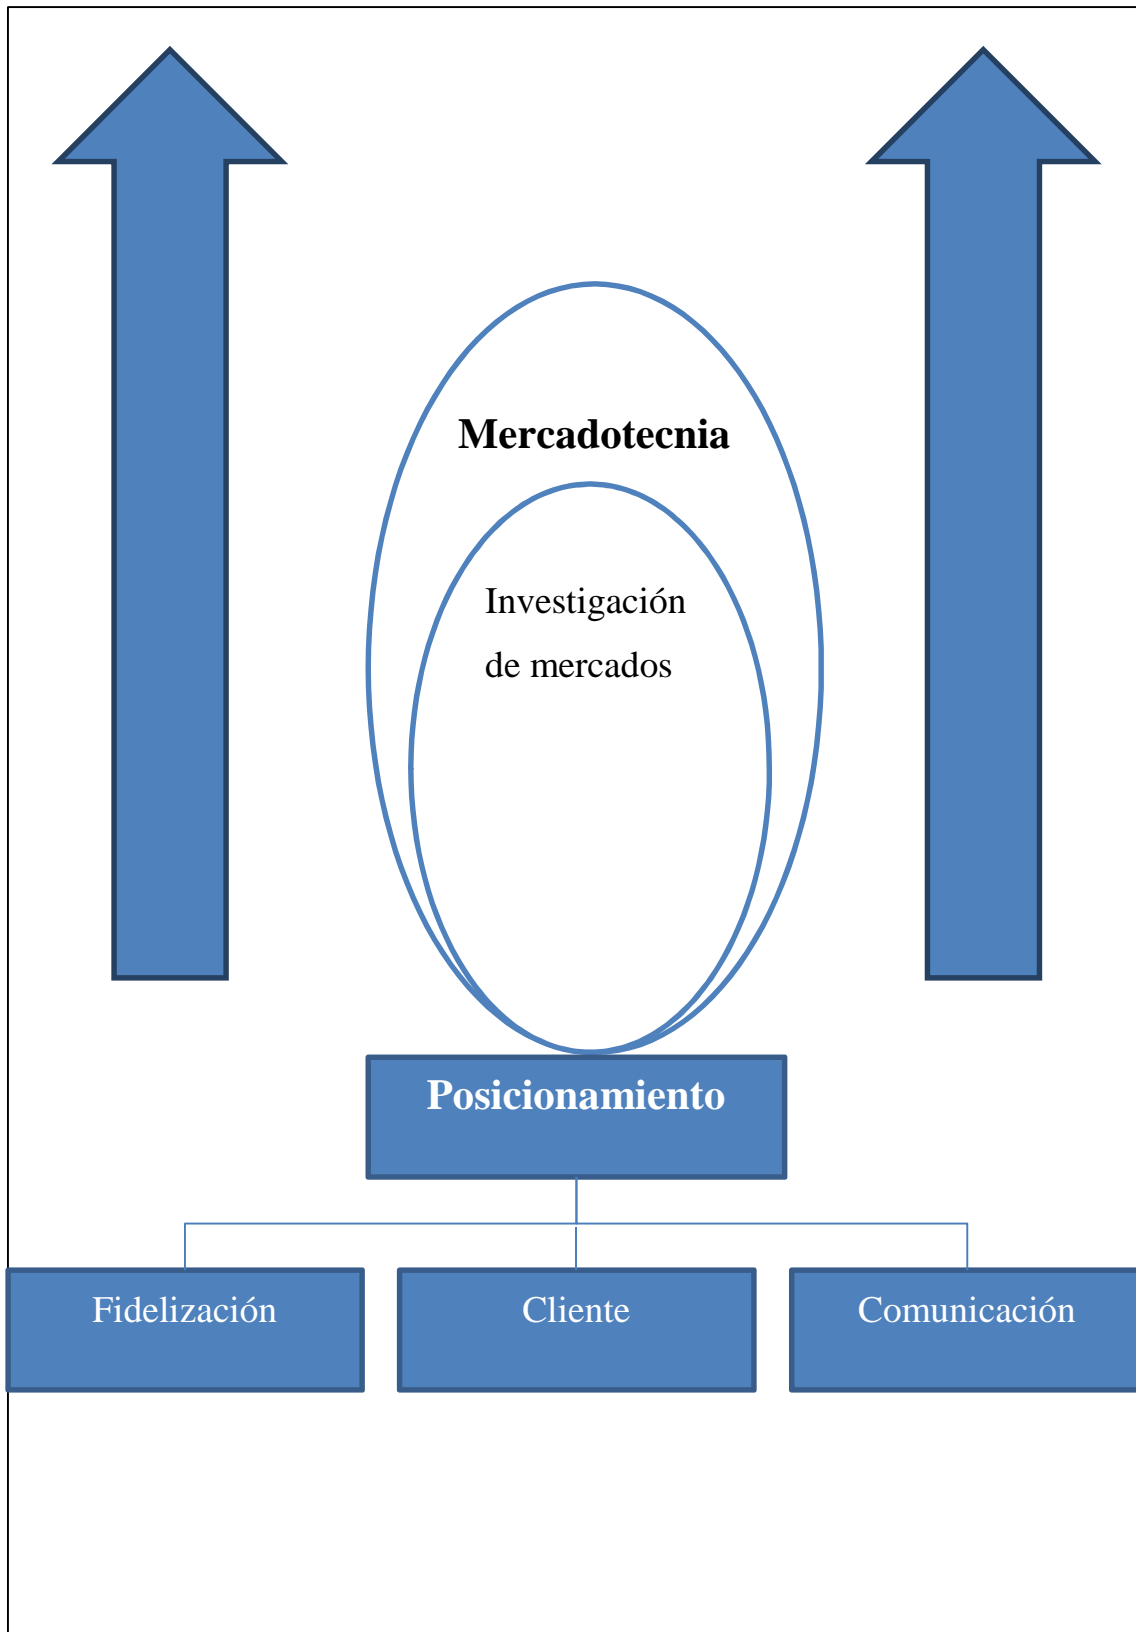 Mercadotecnia
Investigación
de mercados
Posicionamiento
Fidelización
Cliente
Comunicación